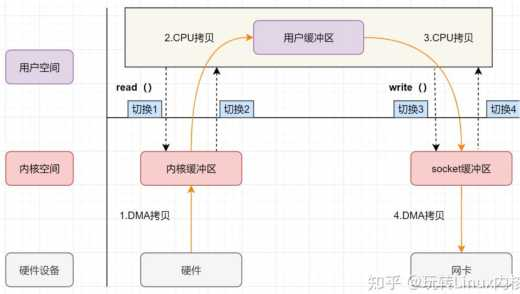 2.CPU拷贝
用户缓冲区
3.CPU拷贝
用户空间
read（）
write（）
切换1
切换2
切换3
切换4
内核空间
内核缓冲区
socket缓冲区
1.DMA拷贝
4.DMA拷贝
硬件设备
硬件
网卡
知乎 @玩转Linux内核